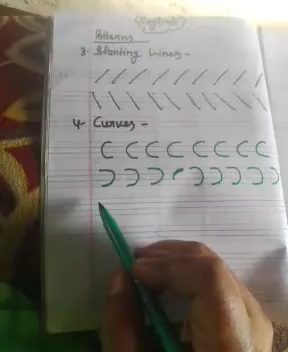 (English)
Patterns
3- Slanting Lines -
4- Curves -